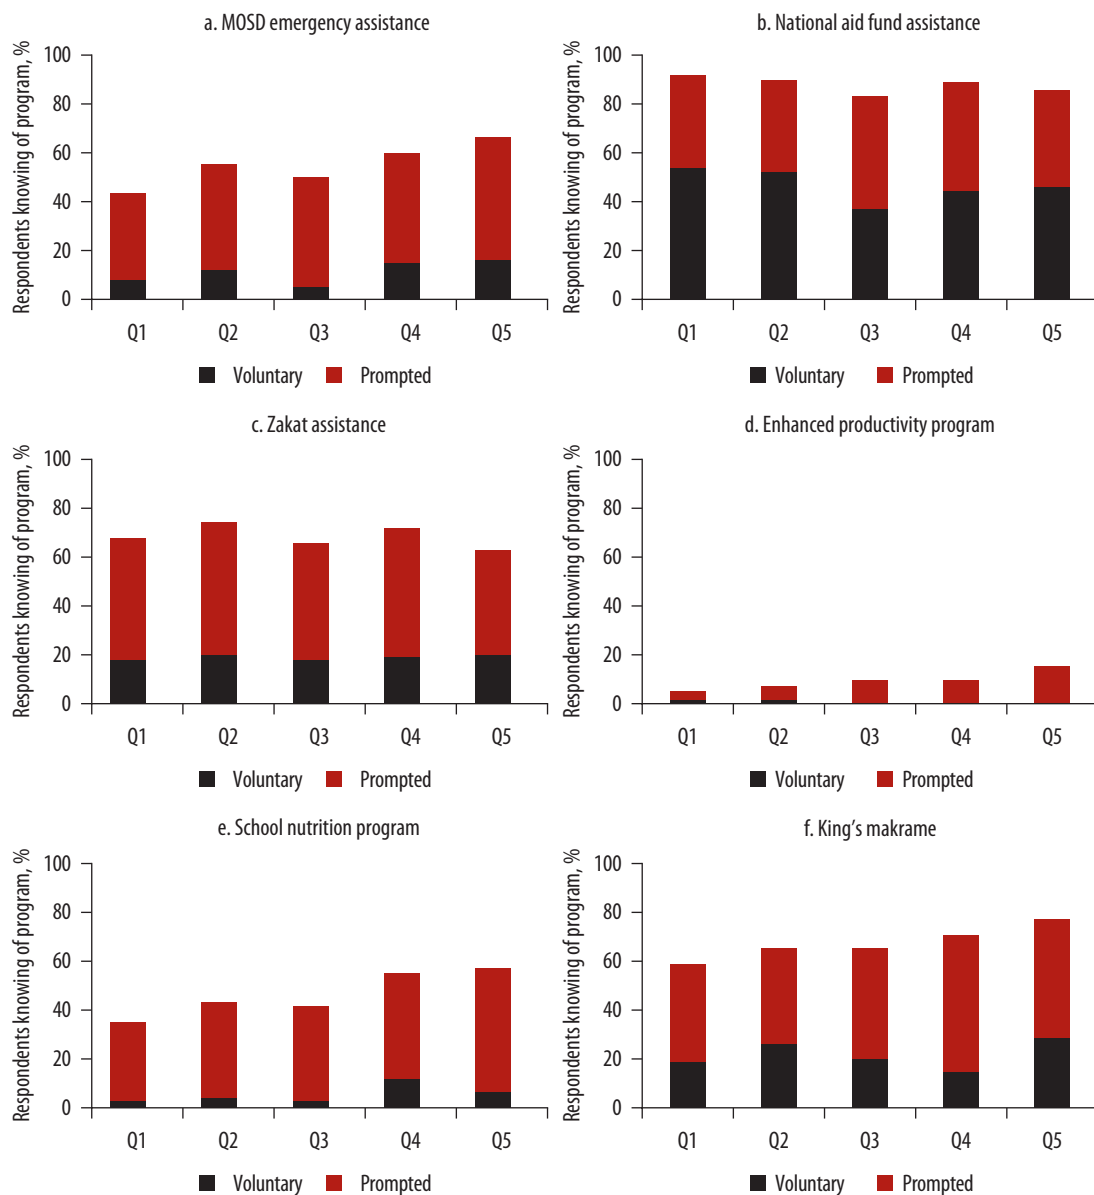 a. MOSD emergency assistance
Respondents knowing of program, %
100
80
60
40
20
0
Q1 Q2 Q3 Q4 Q5
Voluntary Prompted
b. National aid fund assistance
Respondents knowing of program, %
100
80
60
40
20
0
Q1 Q2 Q3 Q4 Q5
Voluntary Prompted
c. Zakat assistance
Respondents knowing of program, %
100
80
60
40
20
0
Q1 Q2 Q3 Q4 Q5
Voluntary Prompted
d. Enhanced productivity program
Respondents knowing of program, %
100
80
60
40
20
0
Q1 Q2 Q3 Q4 Q5
Voluntary Prompted
e. School nutrition program
Respondents knowing of program, %
100
80
60
40
20
0
Q1 Q2 Q3 Q4 Q5
Voluntary Prompted
f. King’s makrame
Respondents knowing of program, %
100
80
60
40
20
0
Q1 Q2 Q3 Q4 Q5
Voluntary Prompted